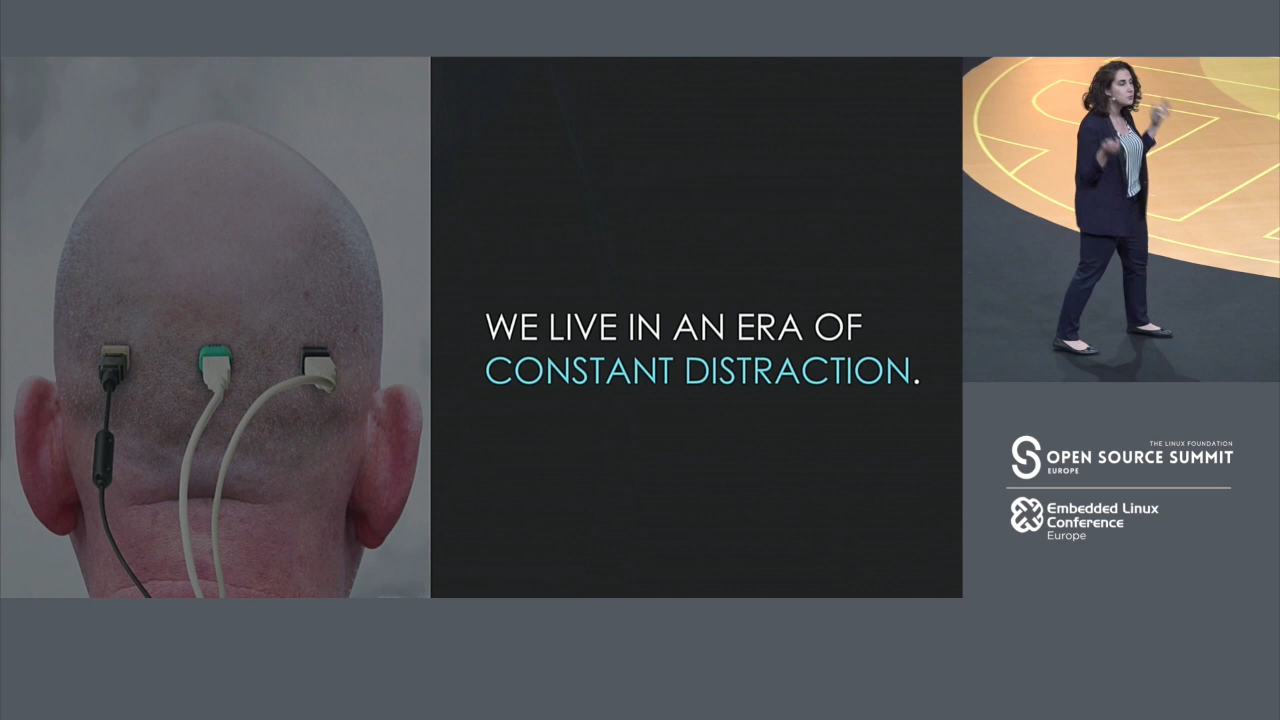 WE LIVE IN AN ERA OF
CONSTANT DISTRACTION.
THE LINUX FOUNDATION
OPEN SOURCE SUMMIT
EUROPE
Embedded Linux
Conference
Europe